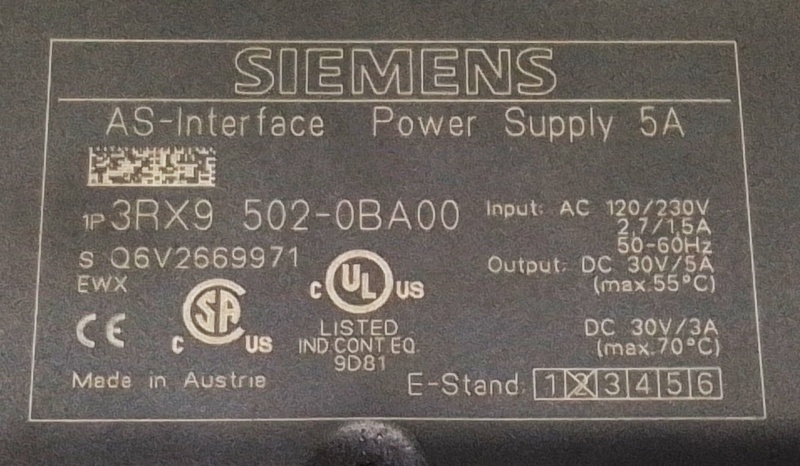 SIEMENS
AS-Interface Power Supply 5A
1P 3RX9 502-0BA00
S Q6V2669971
EWX
Input: AC 120/230V
2,7/1,5A
50-60Hz
Output: DC 30V/5A
(max.55°C)
DC 30V/3A
(max.70°C)
CE
C SA US
C UL US
LISTED
IND.CONT.EQ.
9D81
Made in Austria
E-Stand: 1 2 3 4 5 6